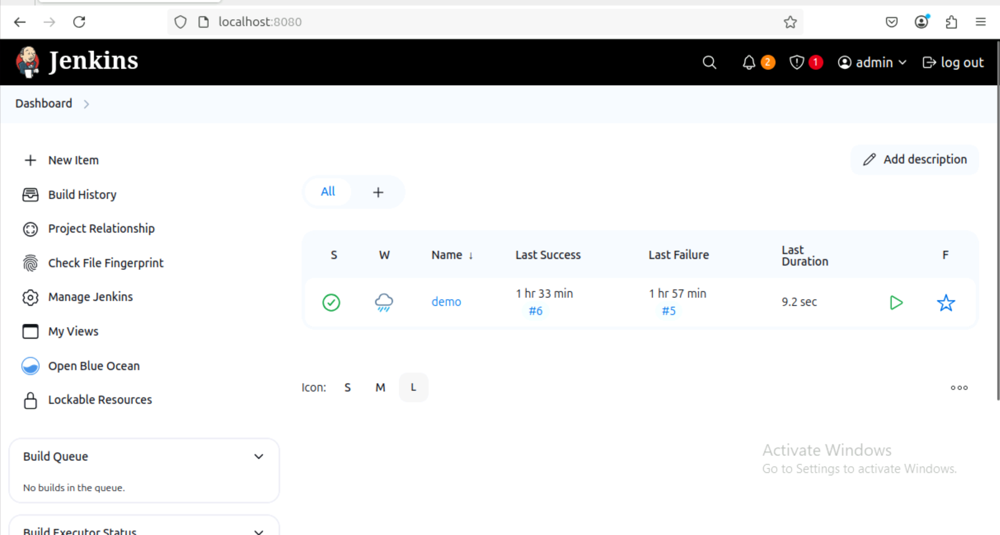 localhost:8080
Jenkins
2
1
admin
log out
Dashboard
New Item
Build History
Project Relationship
Check File Fingerprint
Manage Jenkins
My Views
Open Blue Ocean
Lockable Resources
Build Queue
No builds in the queue.
Build Executor Status
Add description
All
S W Name ↓ Last Success Last Failure Last Duration F
demo 1 hr 33 min #6 1 hr 57 min #5 9.2 sec
Icon: S M L
Activate Windows
Go to Settings to activate Windows.